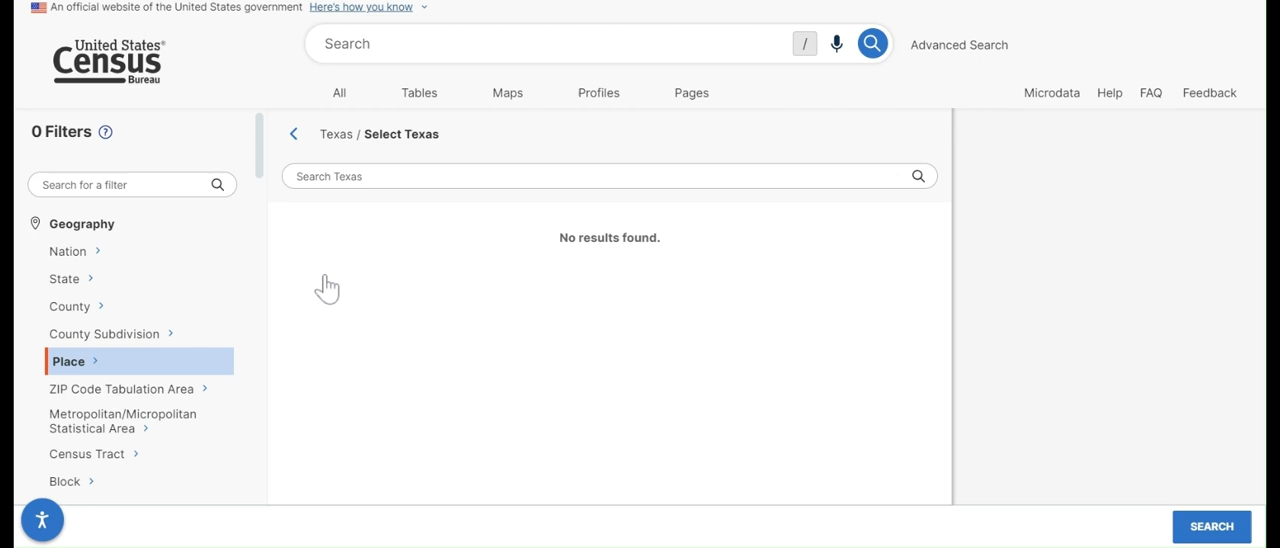 An official website of the United States government Here's how you know
United States®
Census
Bureau
Search
/
Advanced Search
All Tables Maps Profiles Pages
Microdata Help FAQ Feedback
0 Filters ?
Search for a filter
Geography
Nation
State
County
County Subdivision
Place
ZIP Code Tabulation Area
Metropolitan/Micropolitan
Statistical Area
Census Tract
Block
Texas / Select Texas
Search Texas
No results found.
SEARCH